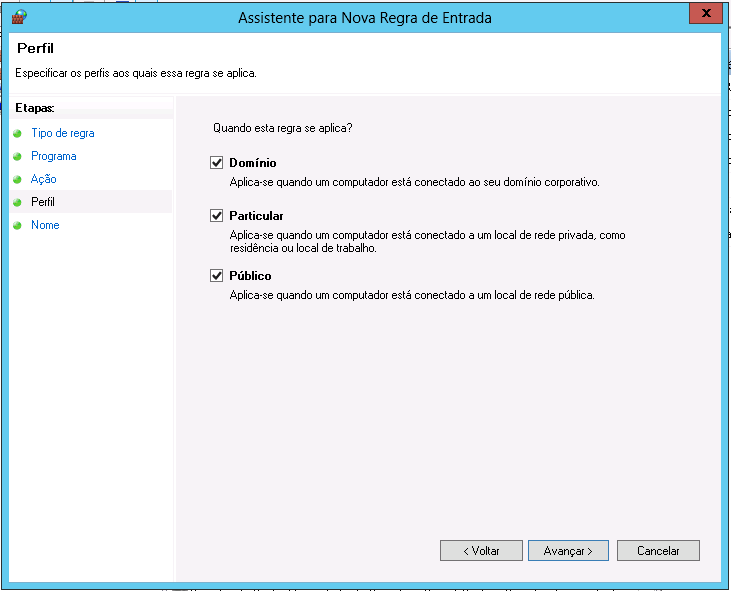 Assistente para Nova Regra de Entrada
x
Perfil
Especificar os perfis aos quais essa regra se aplica.
Etapas:
Tipo de regra
Programa
Ação
Perfil
Nome
Quando esta regra se aplica?
Domínio
Aplica-se quando um computador está conectado ao seu domínio corporativo.
Particular
Aplica-se quando um computador está conectado a um local de rede privada, como
residência ou local de trabalho.
Público
Aplica-se quando um computador está conectado a um local de rede pública.
< Voltar
Avançar >
Cancelar